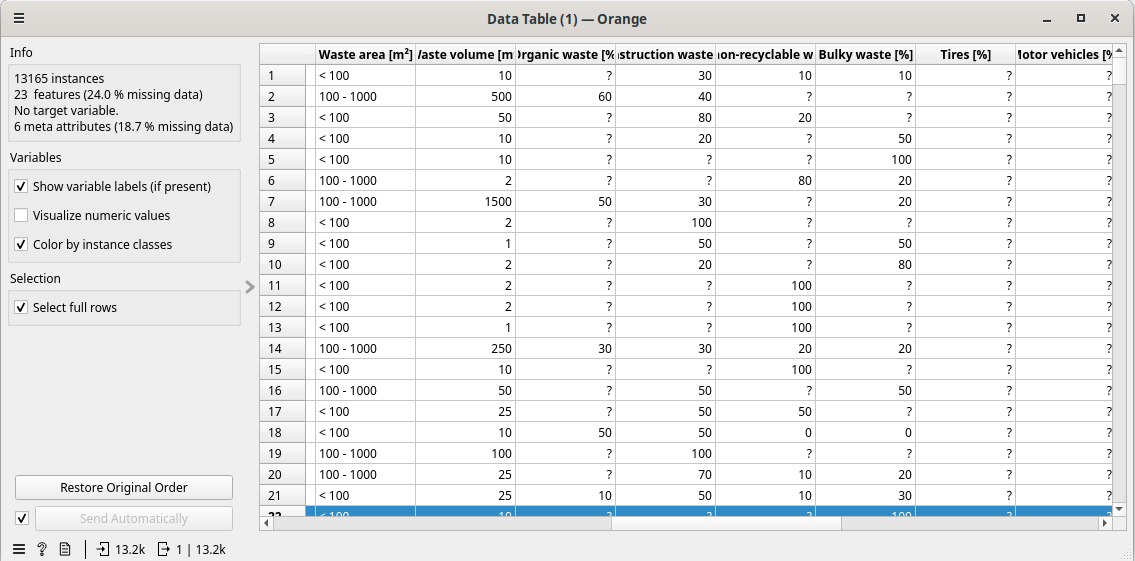 Data Table (1) — Orange
Info
13165 instances
23 features (24.0 % missing data)
No target variable.
6 meta attributes (18.7 % missing data)
Variables
Show variable labels (if present)
Visualize numeric values
Color by instance classes
Selection
Select full rows
Restore Original Order
Send Automatically
Waste area [m²] Waste volume [m Organic waste [% struction waste on-recyclable w Bulky waste [%] Tires [%] Motor vehicles [%
1 < 100 10 ? 30 10 10 ? ?
2 100 - 1000 500 60 40 ? ? ? ?
3 < 100 50 ? 80 20 ? ? ?
4 < 100 10 ? 20 ? 50 ? ?
5 < 100 10 ? ? ? 100 ? ?
6 100 - 1000 2 ? ? 80 20 ? ?
7 100 - 1000 1500 50 30 ? 20 ? ?
8 < 100 2 ? 100 ? ? ? ?
9 < 100 1 ? 50 ? 50 ? ?
10 < 100 2 ? 20 ? 80 ? ?
11 < 100 2 ? ? 100 ? ? ?
12 < 100 2 ? ? 100 ? ? ?
13 < 100 1 ? ? 100 ? ? ?
14 100 - 1000 250 30 30 20 20 ? ?
15 < 100 10 ? ? 100 ? ? ?
16 100 - 1000 50 ? 50 ? 50 ? ?
17 < 100 25 ? 50 50 ? ? ?
18 < 100 10 50 50 0 0 ? ?
19 100 - 1000 100 ? 100 ? ? ? ?
20 100 - 1000 25 ? 70 10 20 ? ?
21 < 100 25 10 50 10 30 ? ?
22 < 100 10 ? ? ? 100 ? ?
? 13.2k 1 | 13.2k